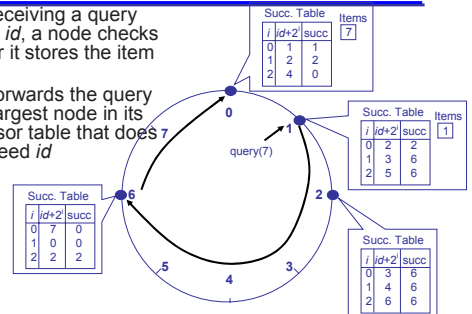 eceiving a query
id, a node checks
r it stores the item
orwards the query
argest node in its
sor table that does
eed id
Succ. Table
i id+2^i succ
0 1 1
1 2 2
2 4 0
Items
7
Succ. Table
i id+2^i succ
0 2 2
1 3 6
2 5 6
Items
1
query(7)
0
1
2
3
4
5
6
7
Succ. Table
i id+2^i succ
0 7 0
1 0 0
2 2 2
Succ. Table
i id+2^i succ
0 3 6
1 4 6
2 6 6